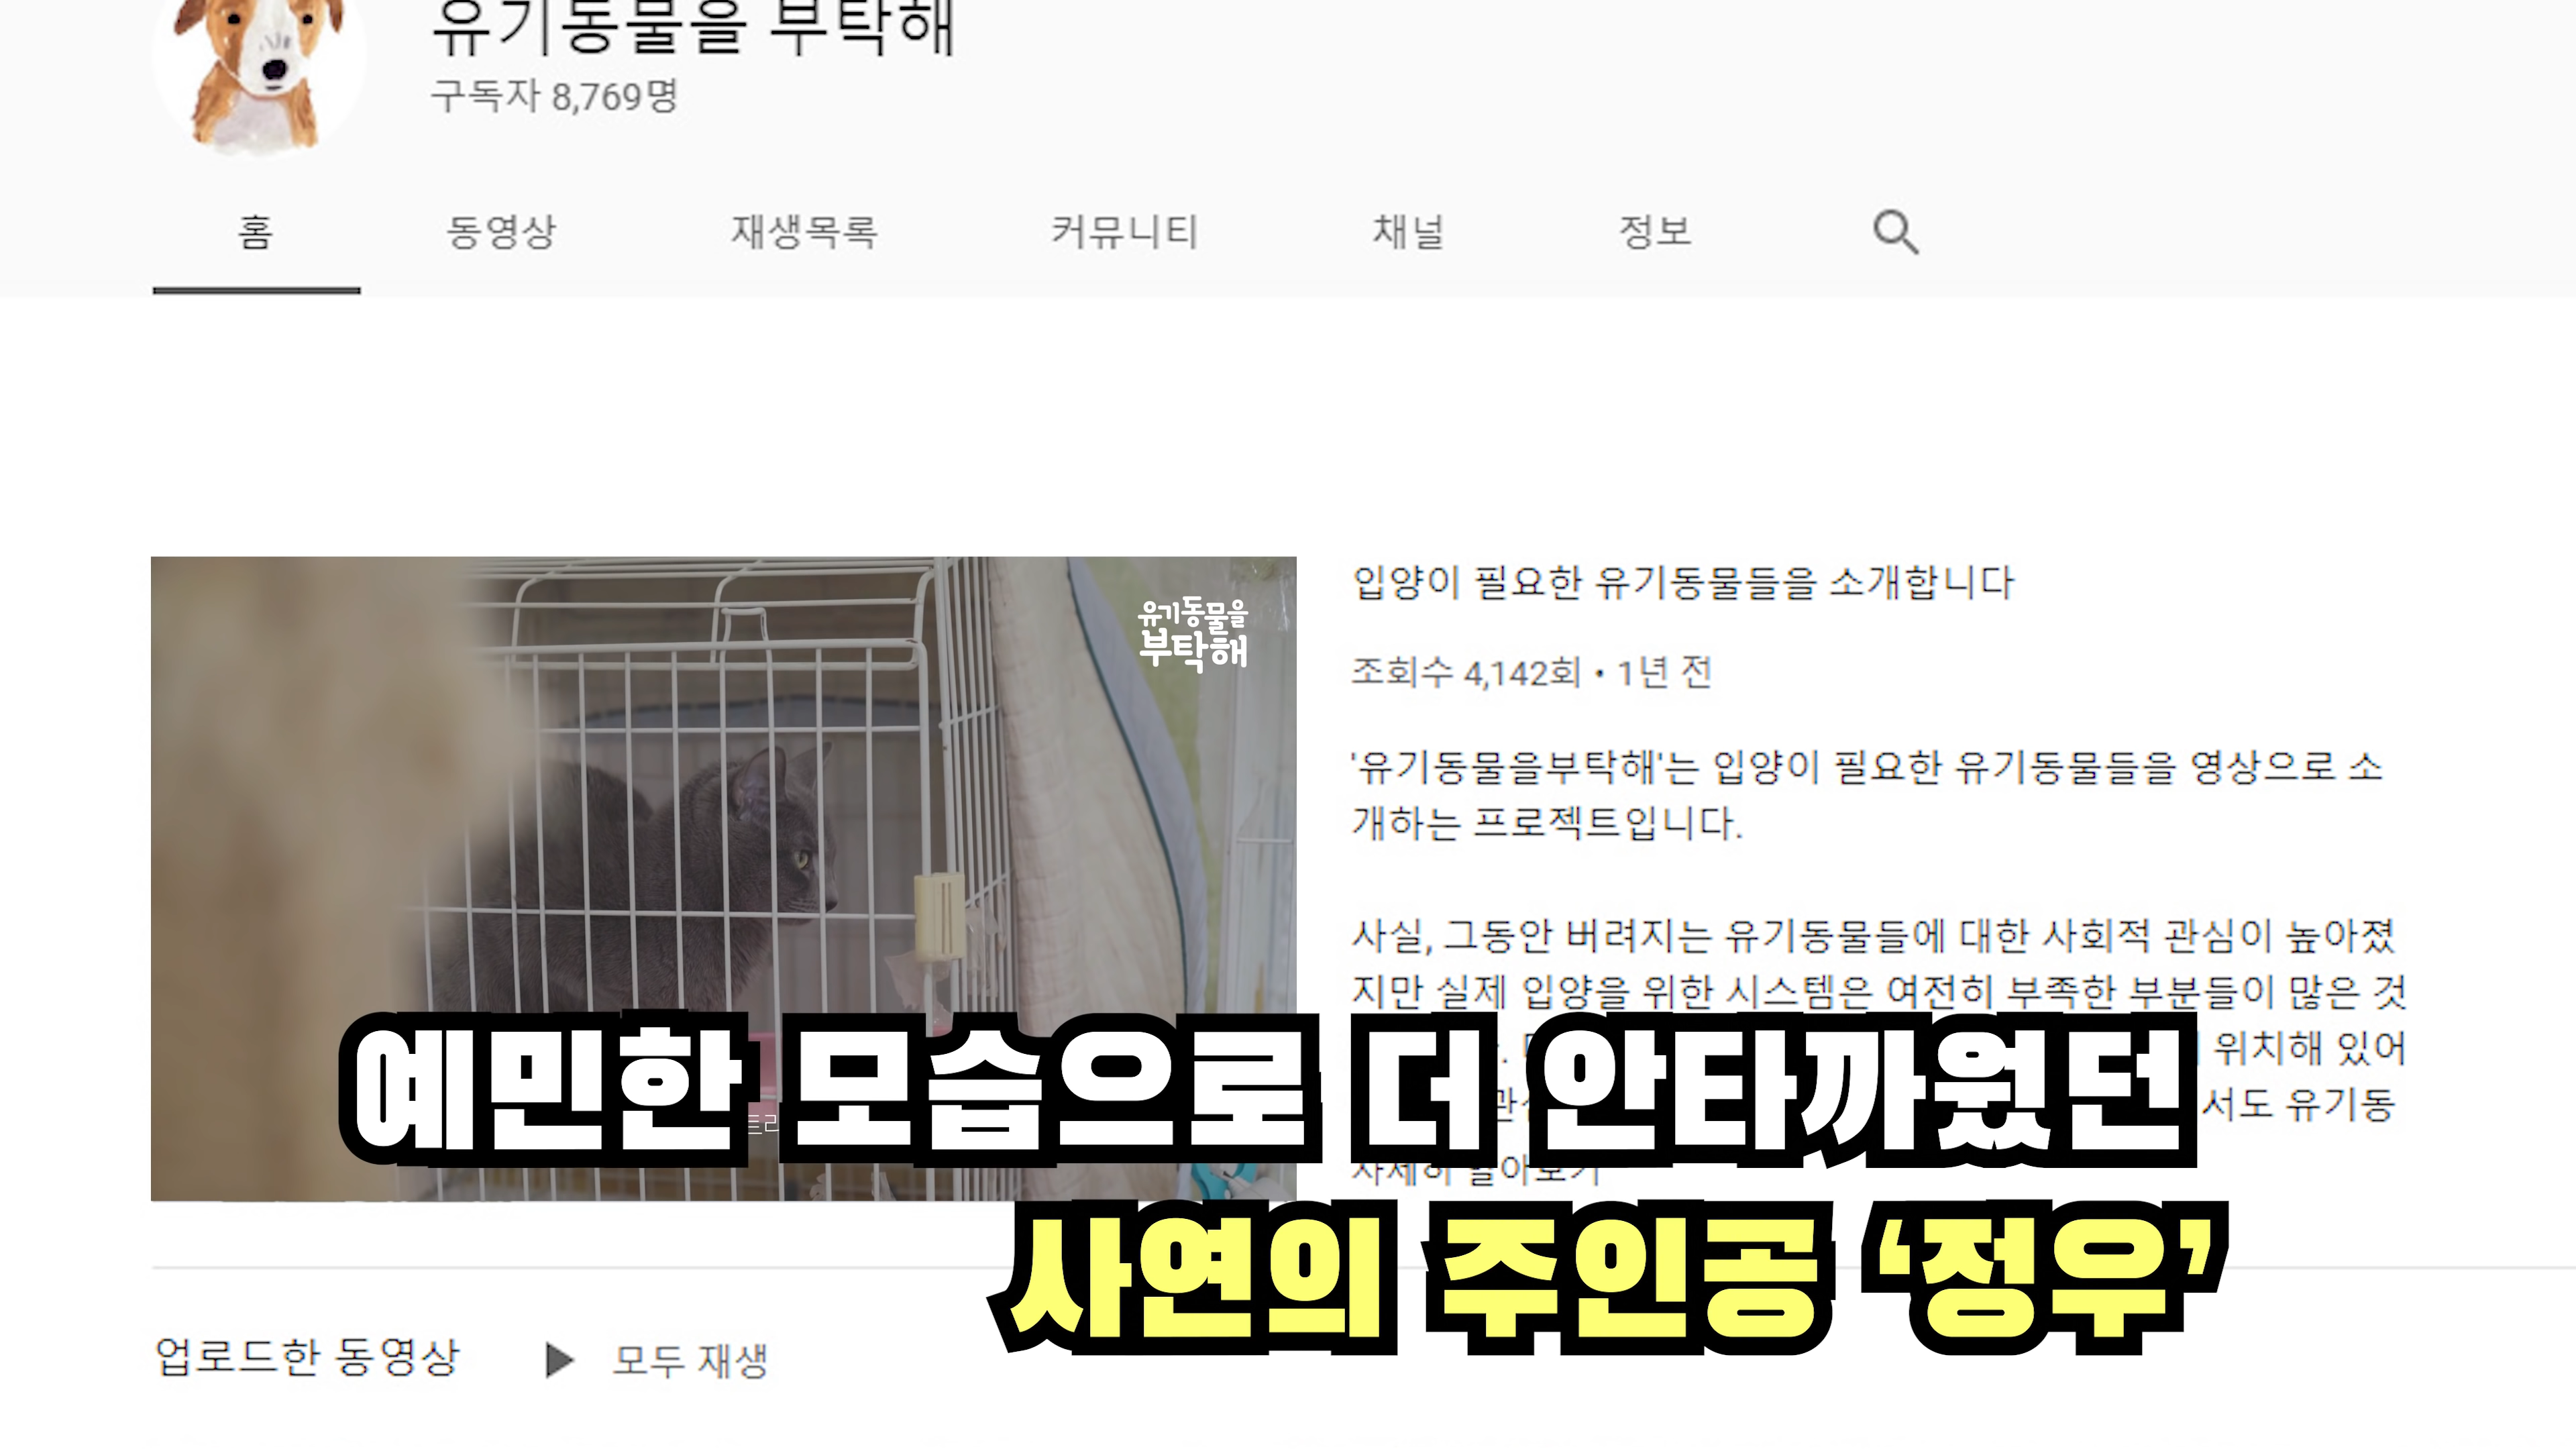 유기동물을 부탁해
구독자 8,769명
홈 동영상 재생목록 커뮤니티 채널 정보
유기동물을
부탁해
입양이 필요한 유기동물들을 소개합니다
조회수 4,142회 • 1년 전
'유기동물을부탁해'는 입양이 필요한 유기동물들을 영상으로 소
개하는 프로젝트입니다.
사실, 그동안 버려지는 유기동물들에 대한 사회적 관심이 높아졌
지만 실제 입양을 위한 시스템은 여전히 부족한 부분들이 많은 것
위치해 있어
서도 유기동
자세히 알아보기
예민한 모습으로 더 안타까웠던
사연의 주인공 ‘정우’
업로드한 동영상 모두 재생